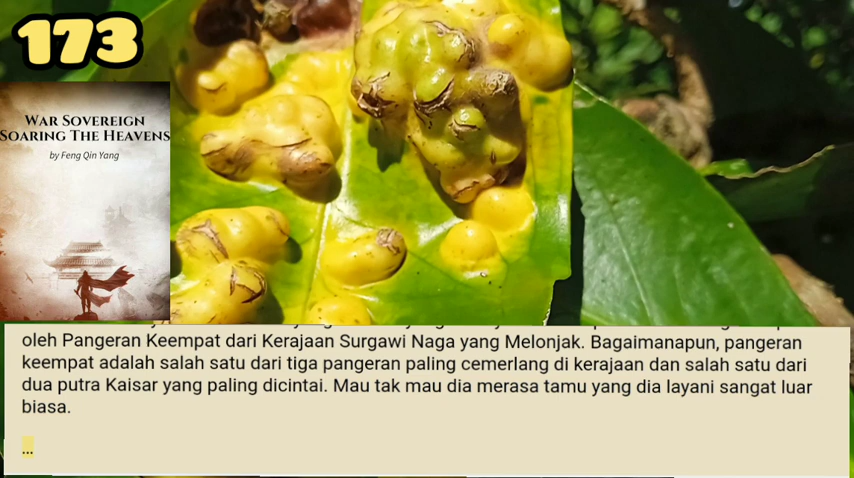 173
WAR SOVEREIGN
SOARING THE HEAVENS
by Feng Qin Yang
oleh Pangeran Keempat dari Kerajaan Surgawi Naga yang Melonjak. Bagaimanapun, pangeran
keempat adalah salah satu dari tiga pangeran paling cemerlang di kerajaan dan salah satu dari
dua putra Kaisar yang paling dicintai. Mau tak mau dia merasa tamu yang dia layani sangat luar
biasa.
...